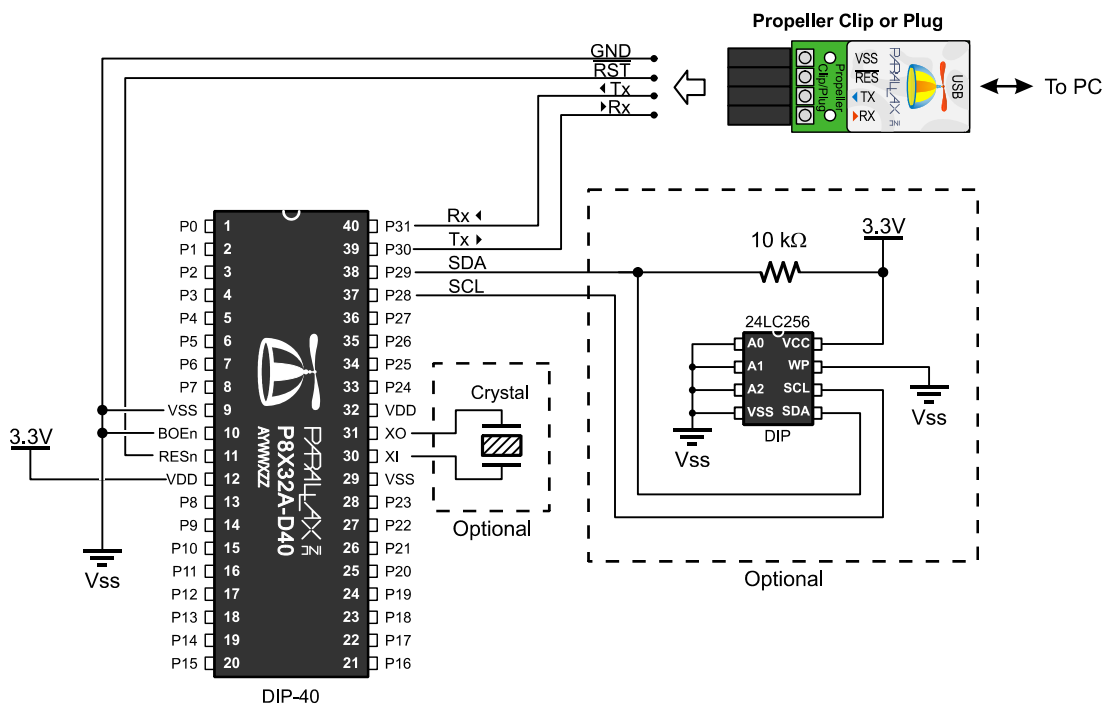 Propeller Clip or Plug
GND
RST
Tx
Rx
VSS
RES
TX
RX
Propeller
Clip/Plug
PARALLAX INC
USB
To PC
DIP-40
P8X32A-D40
AYWWXZZ
PARALLAX INC
P0 1 40 P31 Rx
P1 2 39 P30 Tx
P2 3 38 P29 SDA
P3 4 37 P28 SCL
P4 5 36 P27
P5 6 35 P26
P6 7 34 P25
P7 8 33 P24
VSS 9 32 VDD
BOEn 10 31 XO
RESn 11 30 XI
VDD 12 29 VSS
P8 13 28 P23
P9 14 27 P22
P10 15 26 P21
P11 16 25 P20
P12 17 24 P19
P13 18 23 P18
P14 19 22 P17
P15 20 21 P16
3.3V
Vss
Crystal
Optional
10 kΩ
3.3V
24LC256
A0 VCC
A1 WP
A2 SCL
VSS SDA
DIP
Vss
Vss
Optional